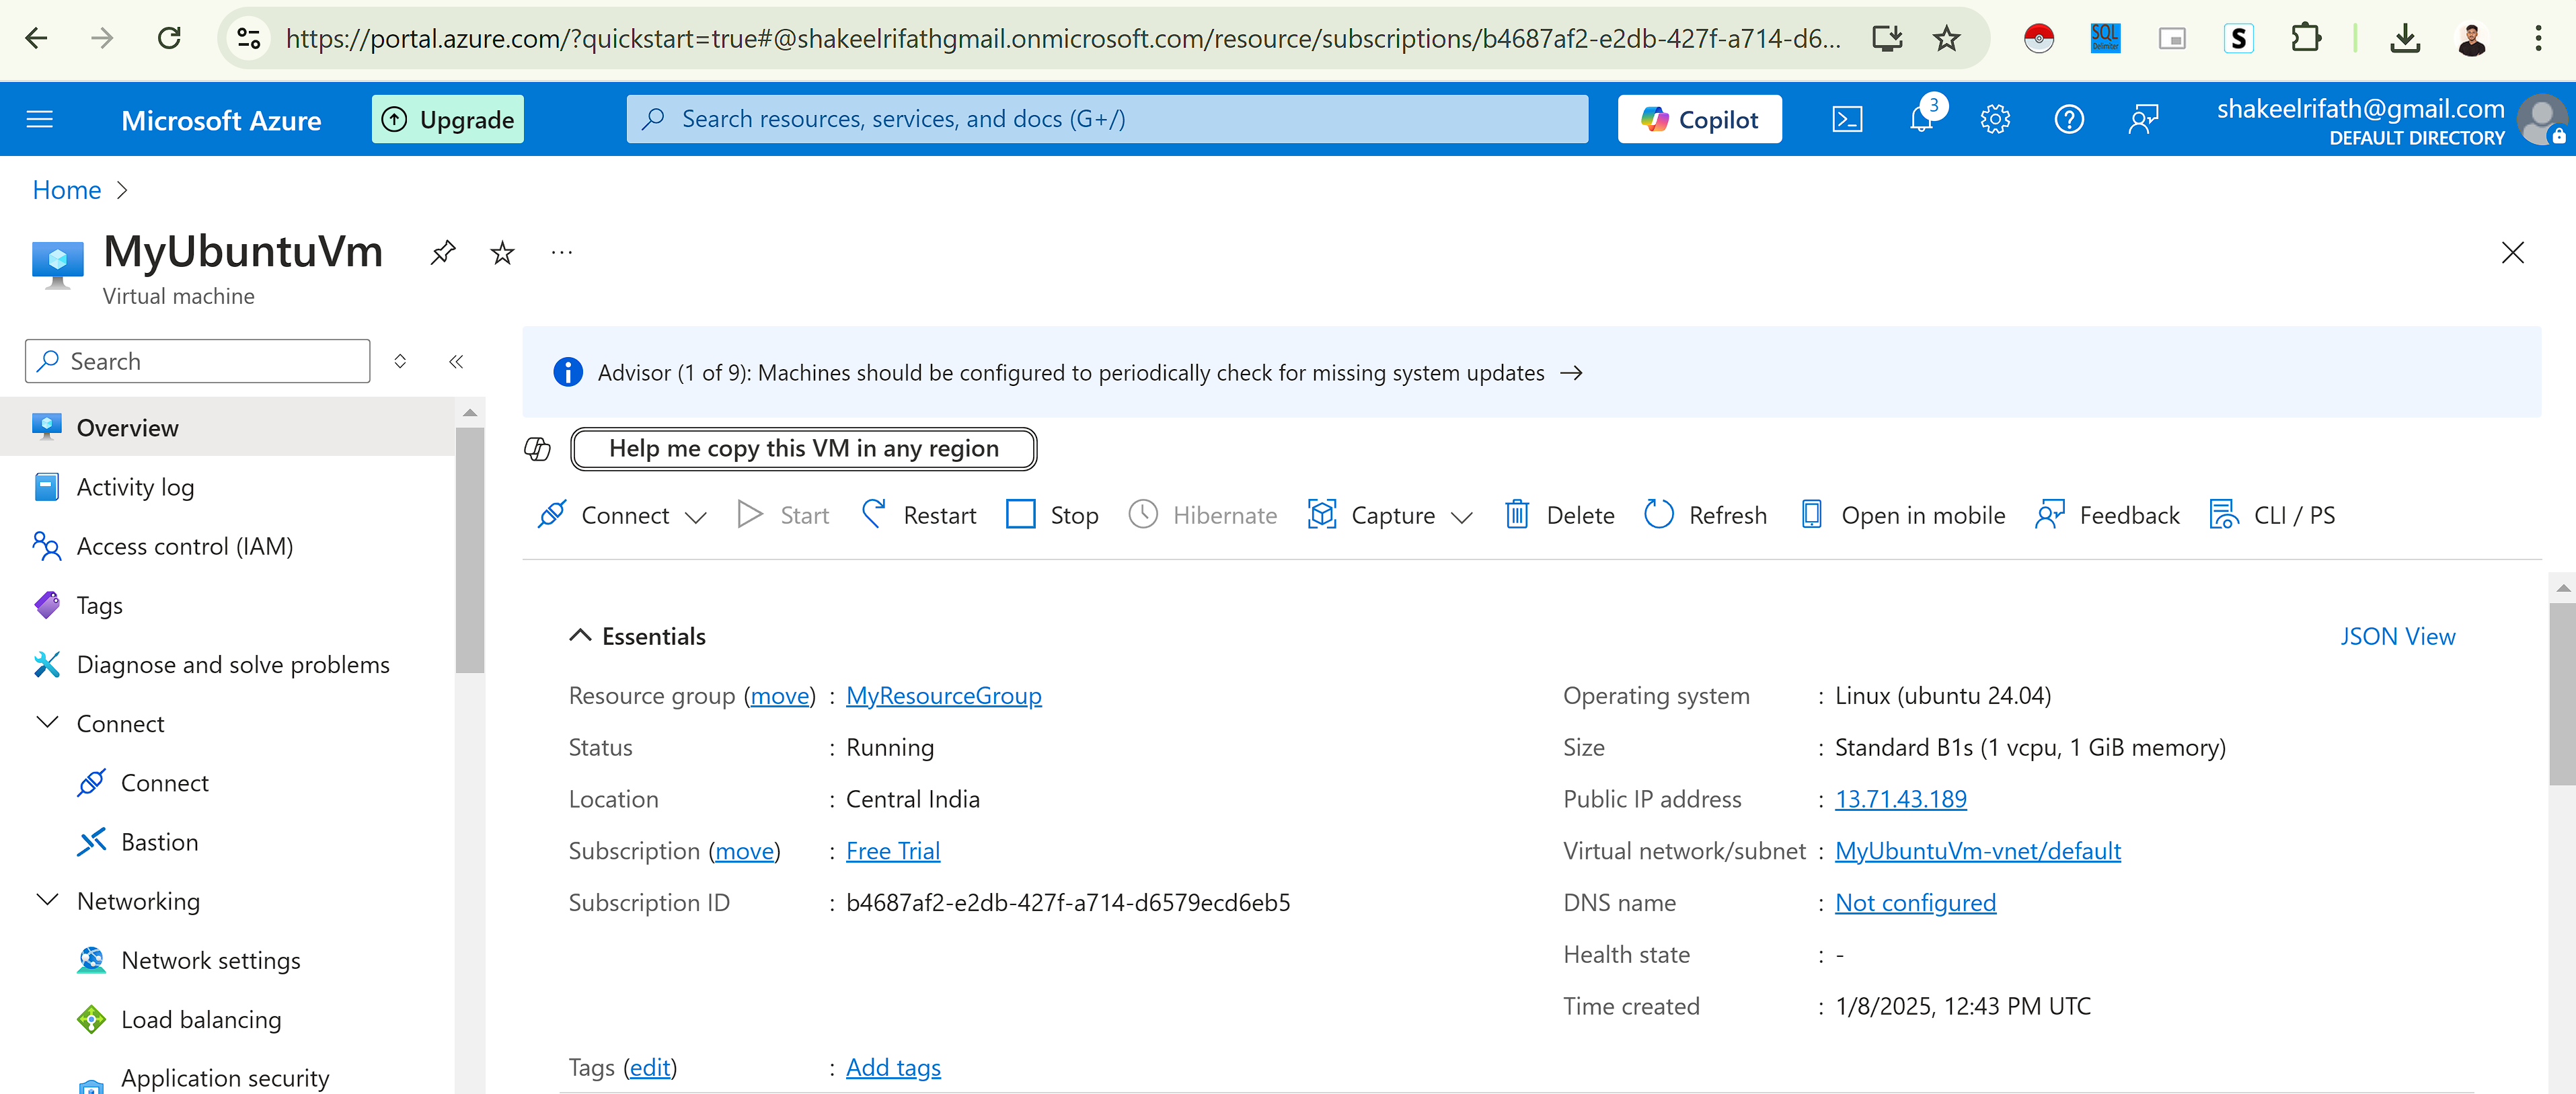 https://portal.azure.com/?quickstart=true#@shakeelrifathgmail.onmicrosoft.com/resource/subscriptions/b4687af2-e2db-427f-a714-d6...
SQL
Delimiter
S
Microsoft Azure
Upgrade
Search resources, services, and docs (G+/)
Copilot
3
shakeelrifath@gmail.com
DEFAULT DIRECTORY
Home
MyUbuntuVm
Virtual machine
Search
Advisor (1 of 9): Machines should be configured to periodically check for missing system updates
Help me copy this VM in any region
Connect
Start
Restart
Stop
Hibernate
Capture
Delete
Refresh
Open in mobile
Feedback
CLI / PS
Overview
Activity log
Access control (IAM)
Tags
Diagnose and solve problems
Connect
Connect
Bastion
Networking
Network settings
Load balancing
Application security
Essentials
JSON View
Resource group (move) : MyResourceGroup
Status : Running
Location : Central India
Subscription (move) : Free Trial
Subscription ID : b4687af2-e2db-427f-a714-d6579ecd6eb5
Operating system : Linux (ubuntu 24.04)
Size : Standard B1s (1 vcpu, 1 GiB memory)
Public IP address : 13.71.43.189
Virtual network/subnet : MyUbuntuVm-vnet/default
DNS name : Not configured
Health state : -
Time created : 1/8/2025, 12:43 PM UTC
Tags (edit) : Add tags